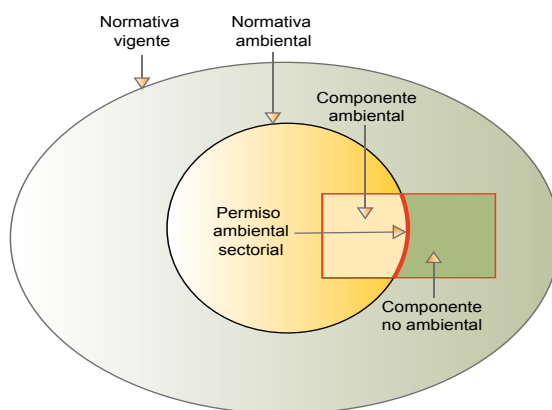 Normativa
vigente
Normativa
ambiental
Componente
ambiental
Permiso
ambiental
sectorial
Componente
no ambiental